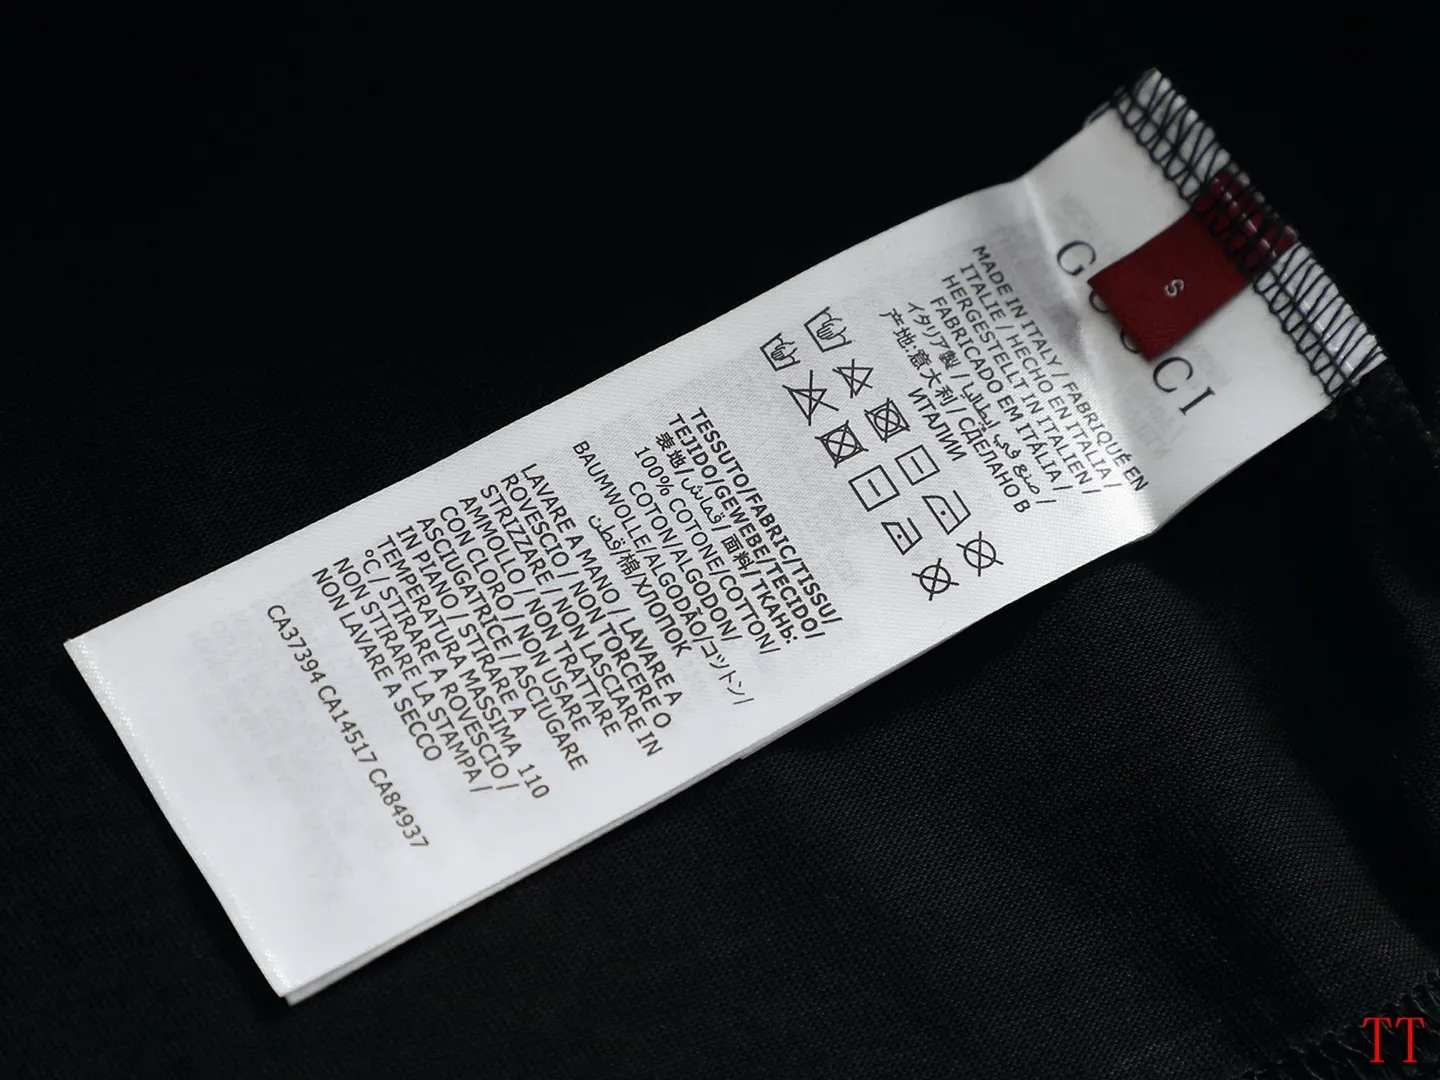 GUCCI
S
MADE IN ITALY / FABRIQUÉ EN
ITALIE / HECHO EN ITALIA /
HERGESTELLT IN ITALIEN /
FABRICADO EM ITÁLIA /
イタリア製 / صنع في إيطاليا /
产地:意大利 / СДЕЛАНО В
ИТАЛИИ
TESSUTO/FABRIC/TISSU/
TEJIDO/GEWEBE/TECIDO/
表地/قماش/面料/ТКАНЬ:
100% COTONE/COTTON/
COTON/ALGODON/
BAUMWOLLE/ALGODÃO/コットン/
قطن/棉/ХЛОПОК
LAVARE A MANO / LAVARE A
ROVESCIO / NON TORCERE O
STRIZZARE / NON LASCIARE IN
AMMOLLO / NON TRATTARE
CON CLORO / NON USARE
ASCIUGATRICE / ASCIUGARE
IN PIANO / STIRARE A
TEMPERATURA MASSIMA 110
°C / STIRARE A ROVESCIO /
NON STIRARE LA STAMPA /
NON LAVARE A SECCO
CA37394 CA14517 CA84937
TT